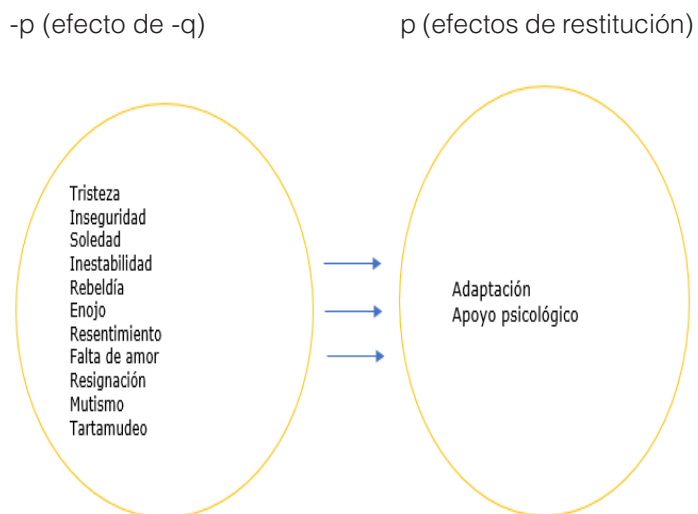 -p (efecto de -q)
p (efectos de restitución)
Tristeza
Inseguridad
Soledad
Inestabilidad
Rebeldía
Enojo
Resentimiento
Falta de amor
Resignación
Mutismo
Tartamudeo
Adaptación
Apoyo psicológico